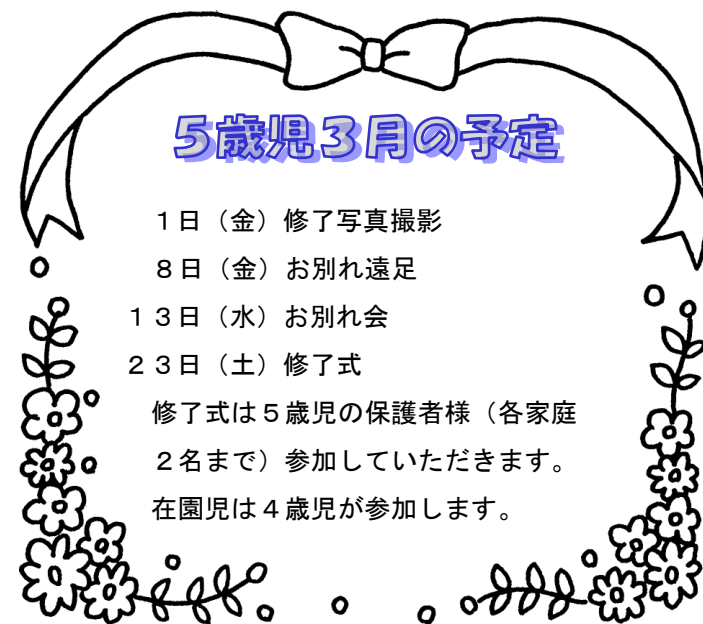 5歳児3月の予定
1日（金）修了写真撮影
8日（金）お別れ遠足
13日（水）お別れ会
23日（土）修了式
修了式は5歳児の保護者様（各家庭
2名まで）参加していただきます。
在園児は4歳児が参加します。